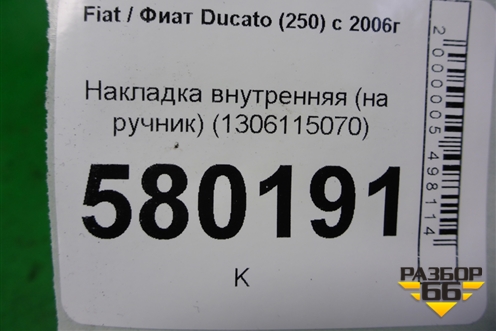 Fiat / Фиат Ducato (250) с 2006г
Накладка внутренняя (на
ручник) (1306115070)
580191
К
2000005498114
РАЗБОР
66